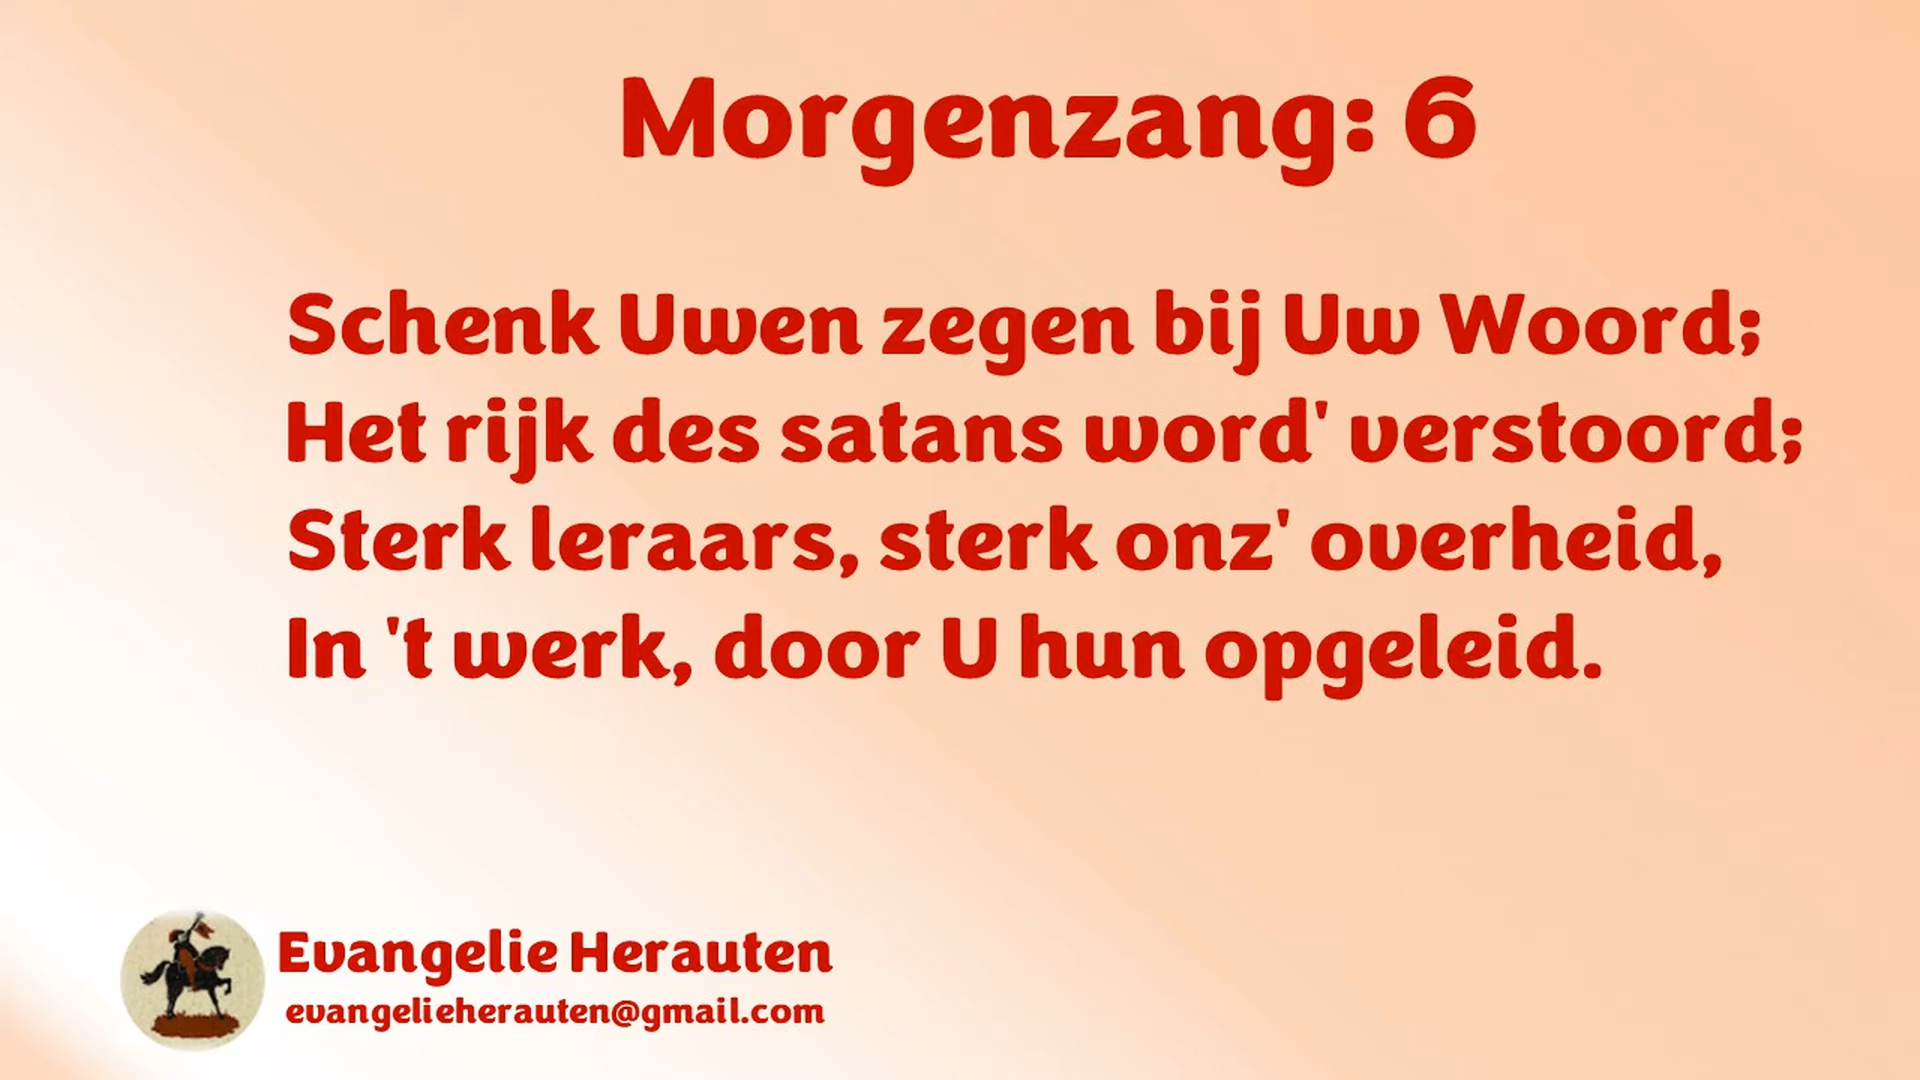 Morgenzang: 6
Schenk Uwen zegen bij Uw Woord;
Het rijk des satans word' verstoord;
Sterk leraars, sterk onz' overheid,
In 't werk, door U hun opgeleid.
Evangelie Herauten
evangelieherauten@gmail.com